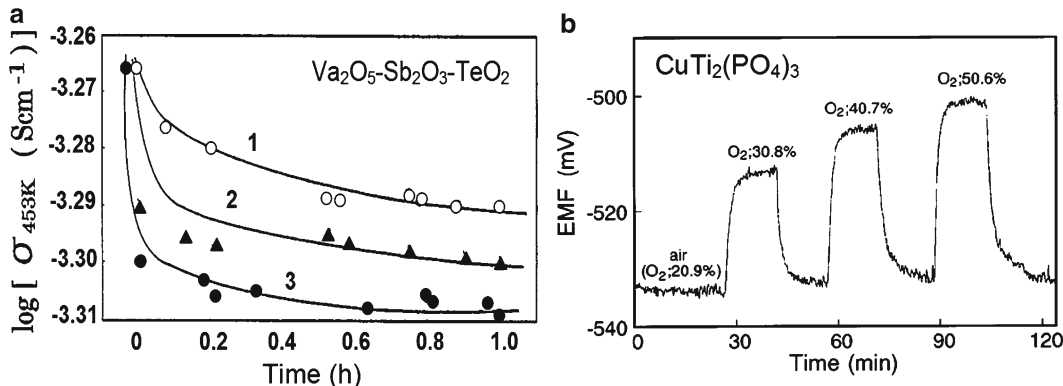 a
log [ σ 453K ( Scm⁻¹ ) ]
-3.26
-3.27
-3.28
-3.29
-3.30
-3.31
Va₂O₅-Sb₂O₃-TeO₂
1
2
3
0
0.2
0.4
0.6
0.8
1.0
Time (h)
b
EMF (mV)
-500
-520
-540
CuTi₂(PO₄)₃
O₂;50.6%
O₂;40.7%
O₂;30.8%
air
(O₂;20.9%)
0
30
60
90
120
Time (min)